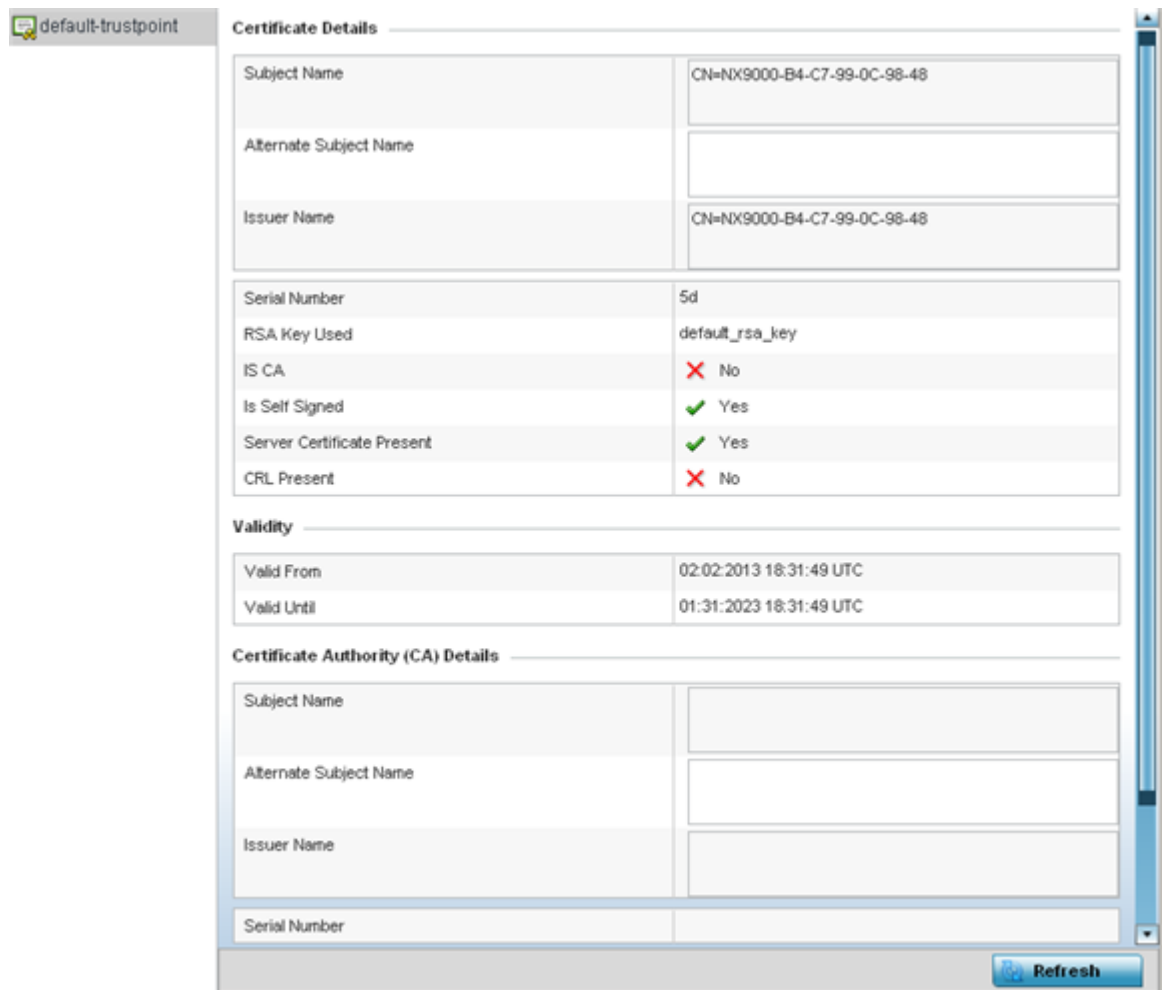 default-trustpoint
Certificate Details
Subject Name CN=NX9000-B4-C7-99-0C-98-48
Alternate Subject Name
Issuer Name CN=NX9000-B4-C7-99-0C-98-48
Serial Number 5d
RSA Key Used default_rsa_key
IS CA No
Is Self Signed Yes
Server Certificate Present Yes
CRL Present No
Validity
Valid From 02:02:2013 18:31:49 UTC
Valid Until 01:31:2023 18:31:49 UTC
Certificate Authority (CA) Details
Subject Name
Alternate Subject Name
Issuer Name
Serial Number
Refresh